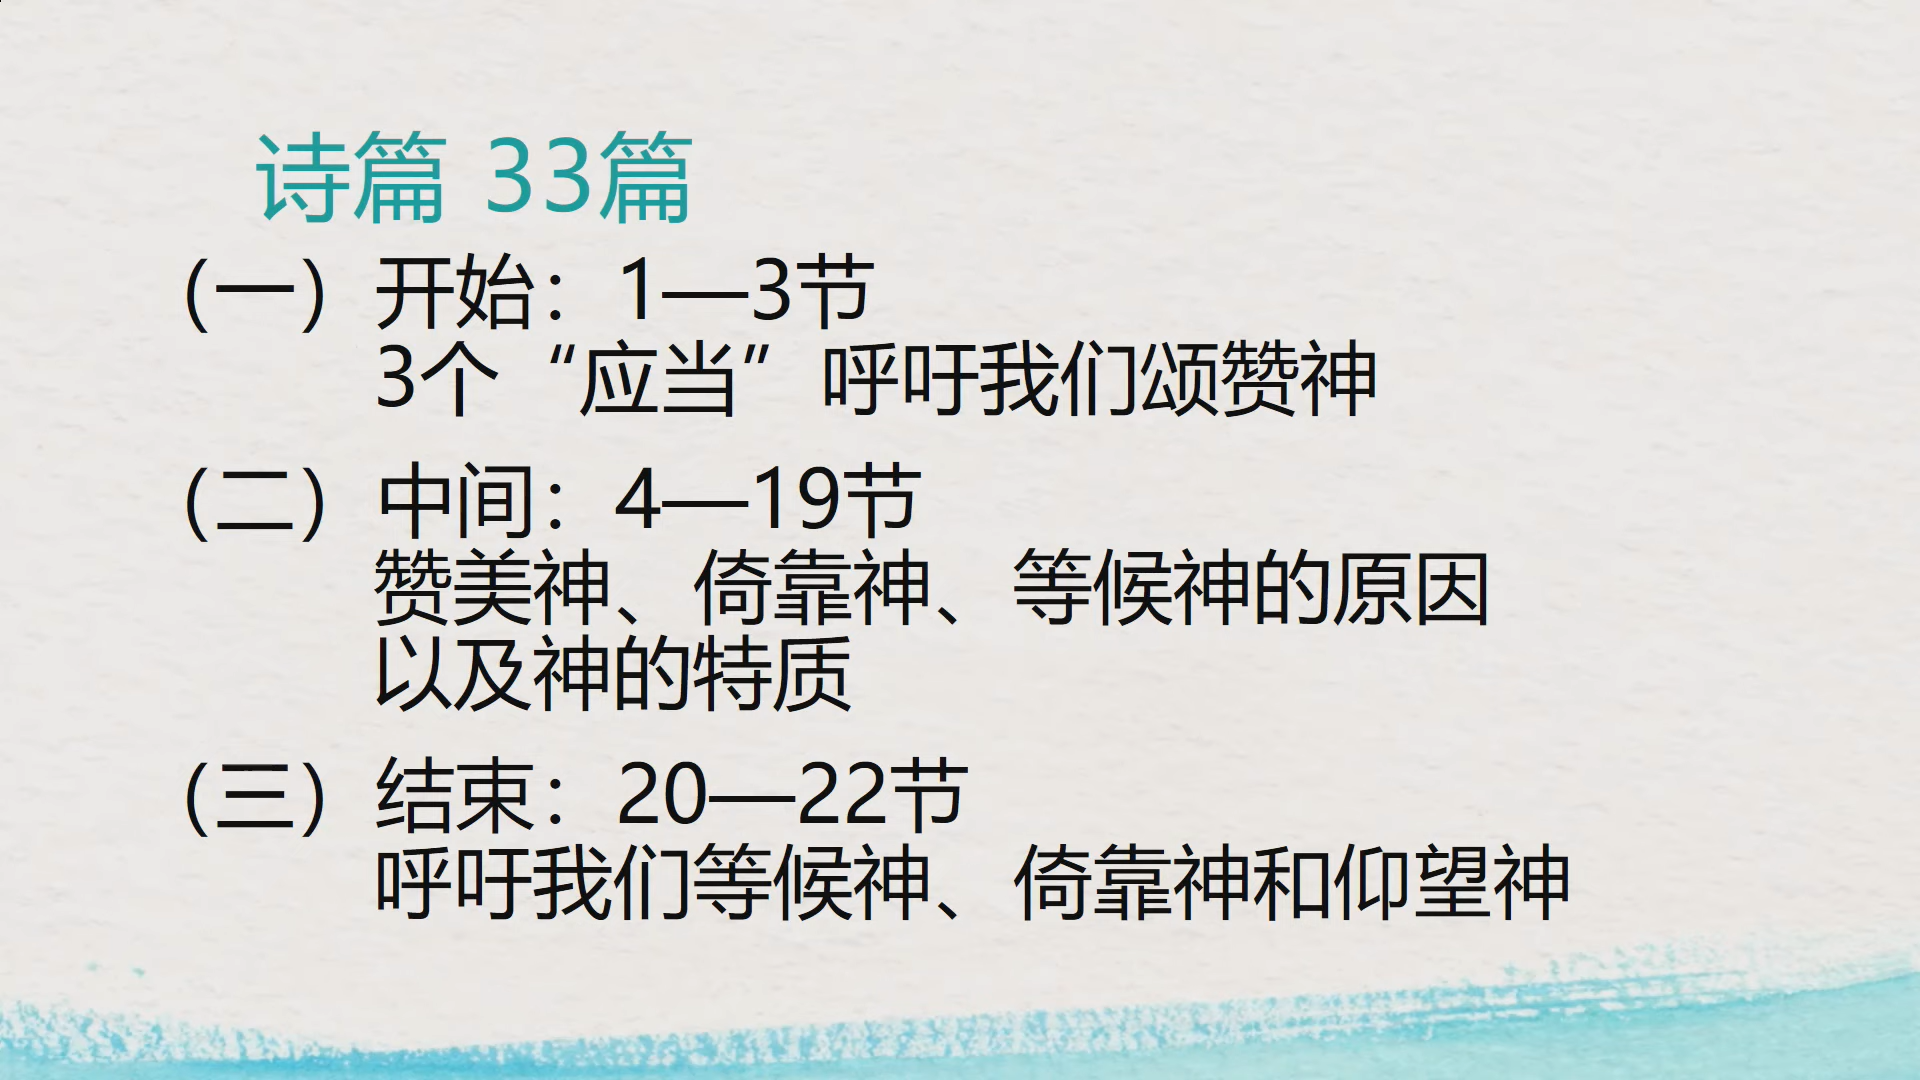 诗篇 33篇
(一) 开始：1—3节
3个“应当”呼吁我们颂赞神
(二) 中间：4—19节
赞美神、倚靠神、等候神的原因
以及神的特质
(三) 结束：20—22节
呼吁我们等候神、倚靠神和仰望神